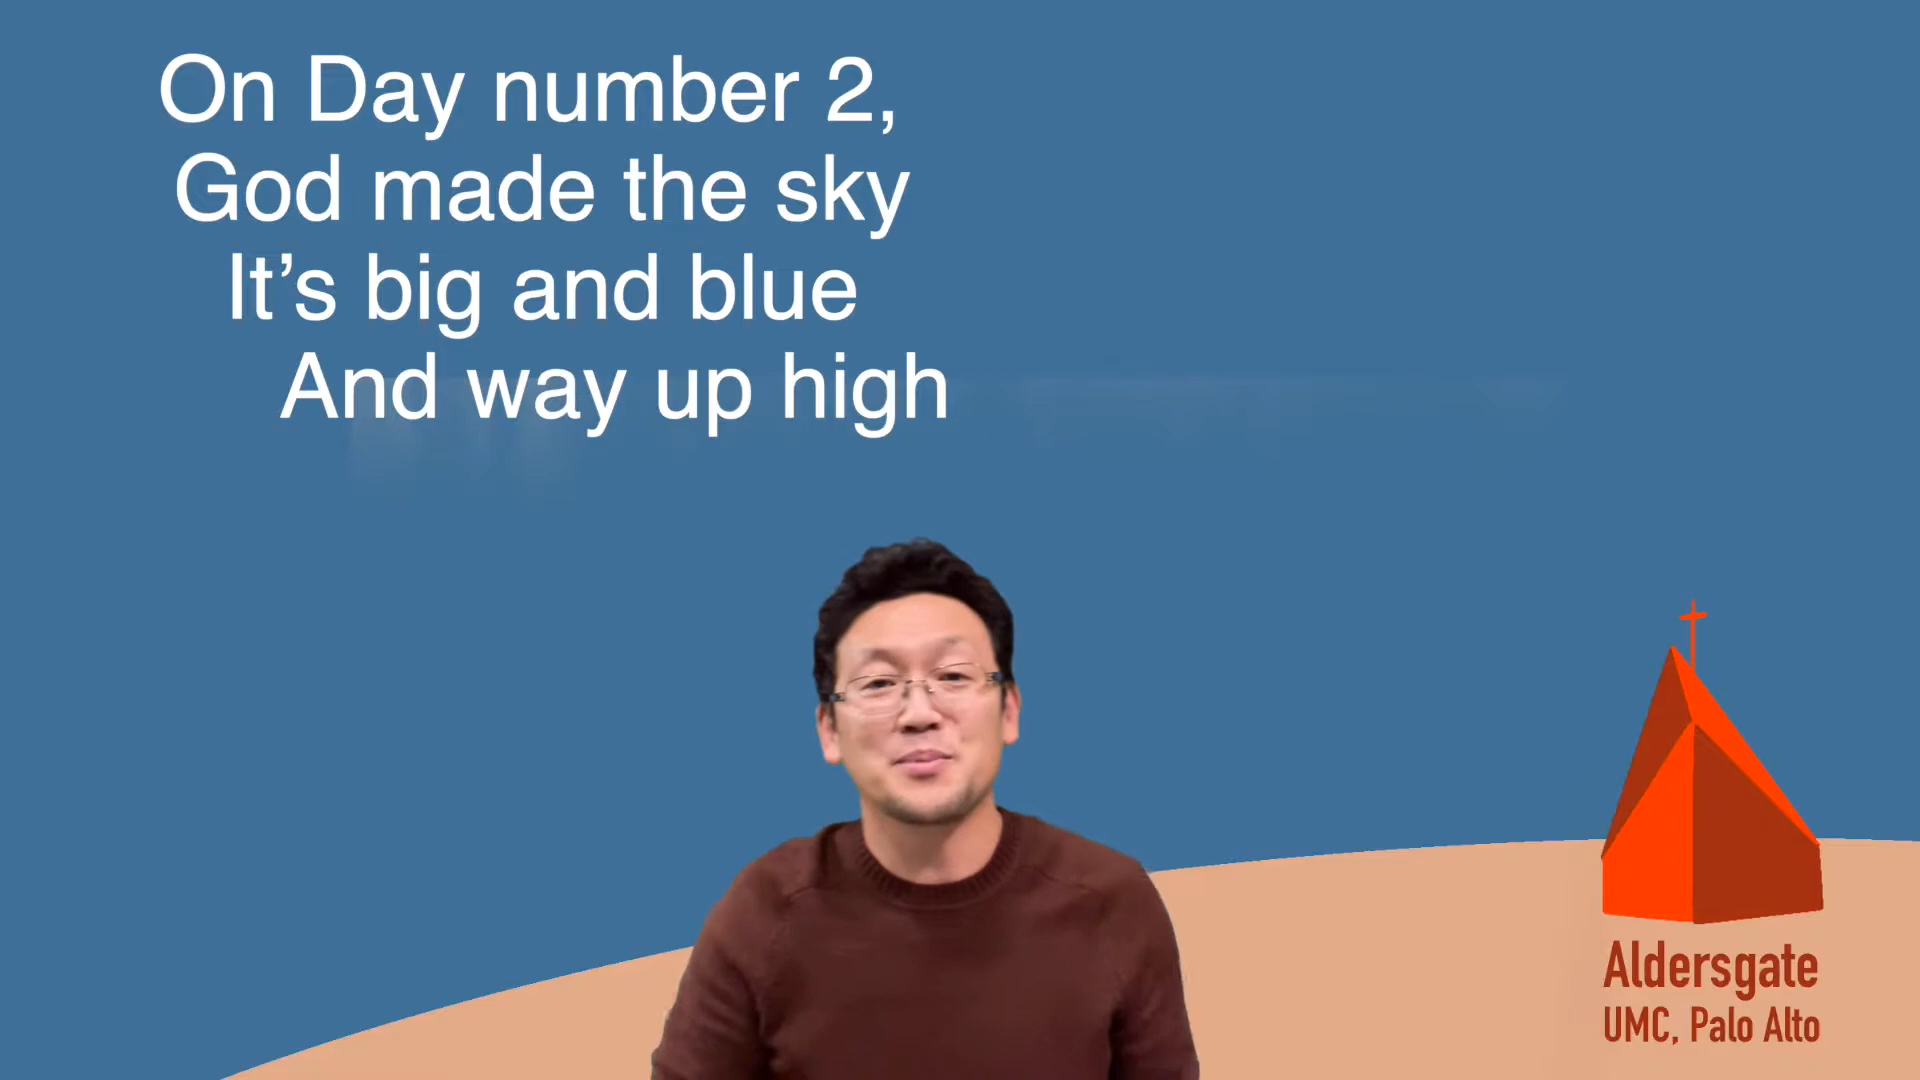 On Day number 2,
God made the sky
It’s big and blue
And way up high
Aldersgate
UMC, Palo Alto